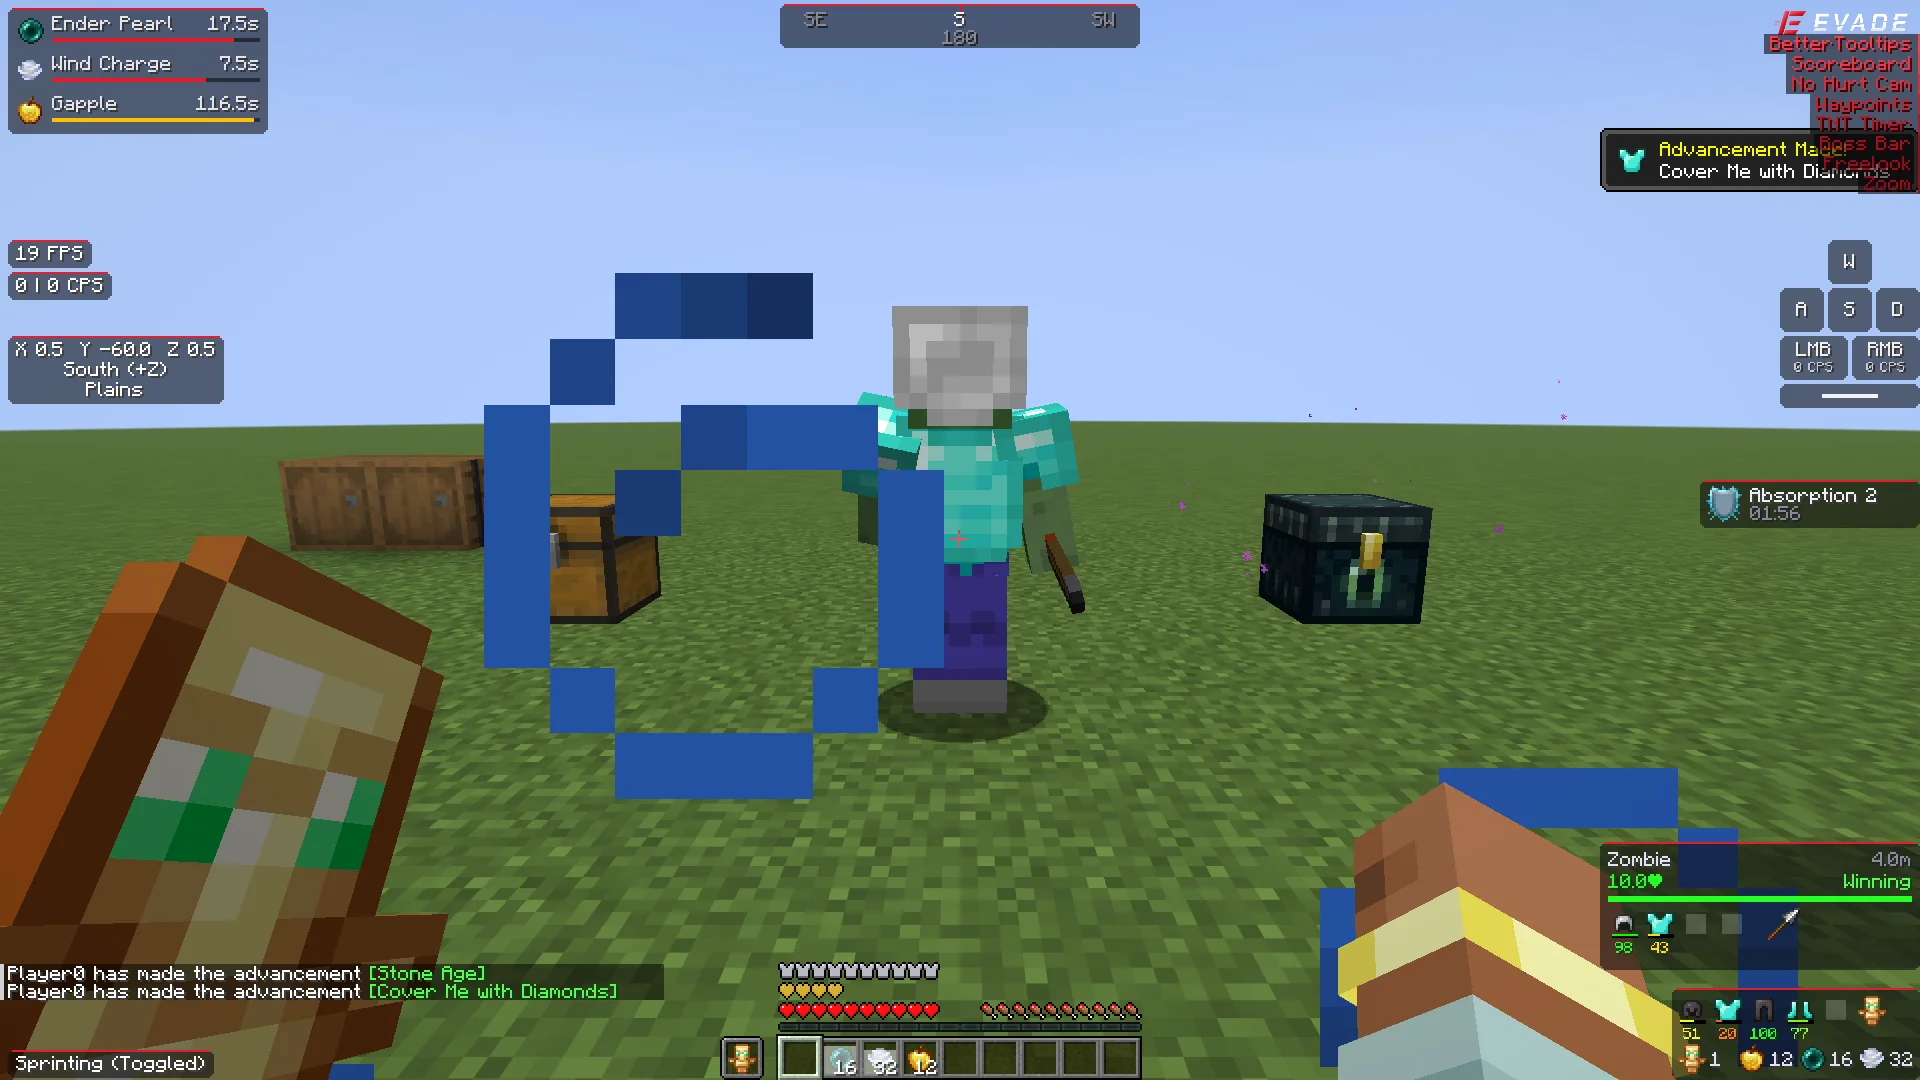 Ender Pearl 17.5s
Wind Charge 7.5s
Gapple 116.5s
SE S SW
180
EVADE
BetterTooltips
Scoreboard
No Hurt Cam
Waypoints
TNT Timer
Boss Bar
Freelook
Zoom
Advancement Made!
Cover Me with Diamonds
19 FPS
0 | 0 CPS
X 0.5 Y -60.0 Z 0.5
South (+Z)
Plains
W
A S D
LMB RMB
0 CPS 0 CPS
Absorption 2
01:56
Zombie 4.0m
10.0 Winning
98 43
Player0 has made the advancement [Stone Age]
Player0 has made the advancement [Cover Me with Diamonds]
Sprinting (Toggled)
16 32 12
51 20 100 77
1 12 16 32